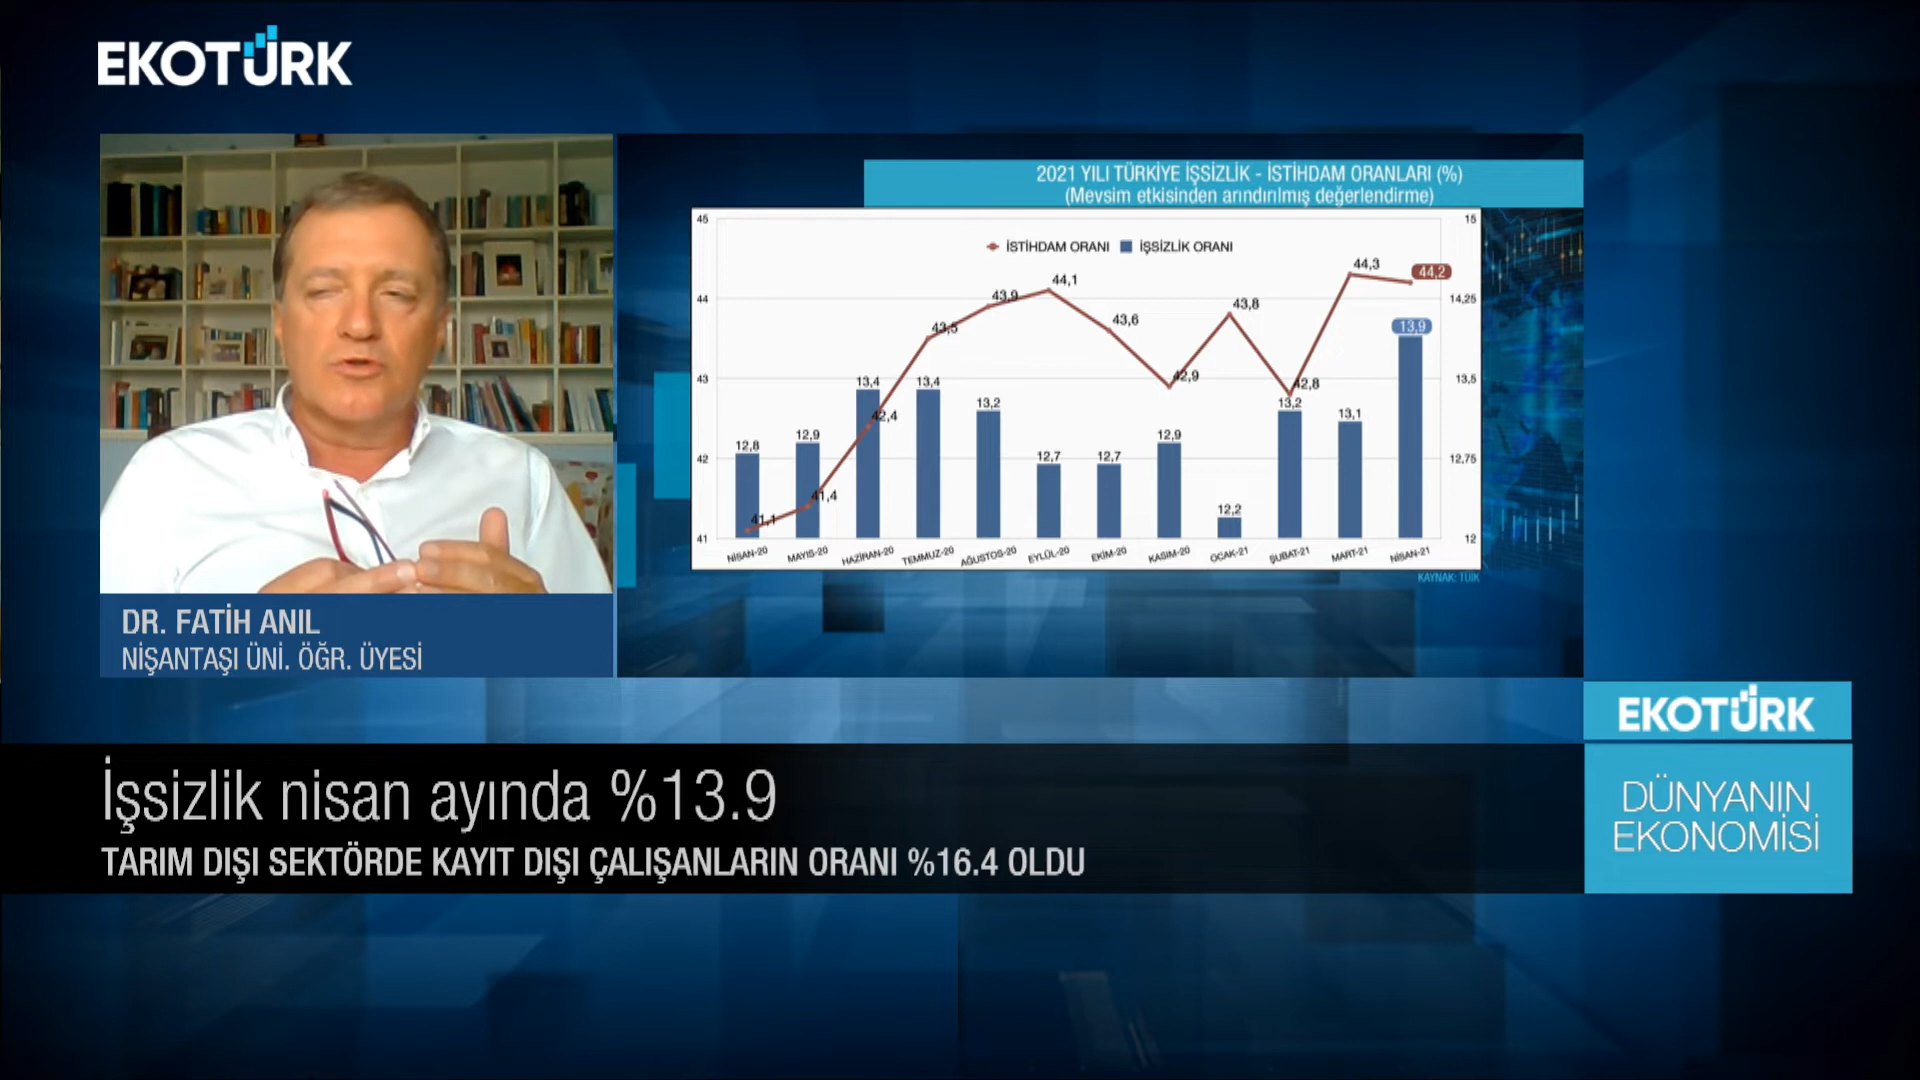 EKOTÜRK
2021 YILI TÜRKİYE İŞSİZLİK - İSTİHDAM ORANLARI (%)
(Mevsim etkisinden arındırılmış değerlendirme)
İSTİHDAM ORANI İŞSİZLİK ORANI
45
44
43
42
41
15
14,25
13,5
12,75
12
41,1
41,4
42,4
43,5
43,9
44,1
43,6
42,9
43,8
42,8
44,3
44,2
12,8
12,9
13,4
13,4
13,2
12,7
12,7
12,9
12,2
13,2
13,1
13,9
NİSAN-20 MAYIS-20 HAZİRAN-20 TEMMUZ-20 AĞUSTOS-20 EYLÜL-20 EKİM-20 KASIM-20 OCAK-21 ŞUBAT-21 MART-21 NİSAN-21
KAYNAK: TÜİK
DR. FATİH ANIL
NİŞANTAŞI ÜNİ. ÖĞR. ÜYESİ
EKOTÜRK
İşsizlik nisan ayında %13.9
TARIM DIŞI SEKTÖRDE KAYIT DIŞI ÇALIŞANLARIN ORANI %16.4 OLDU
DÜNYANIN
EKONOMİSİ